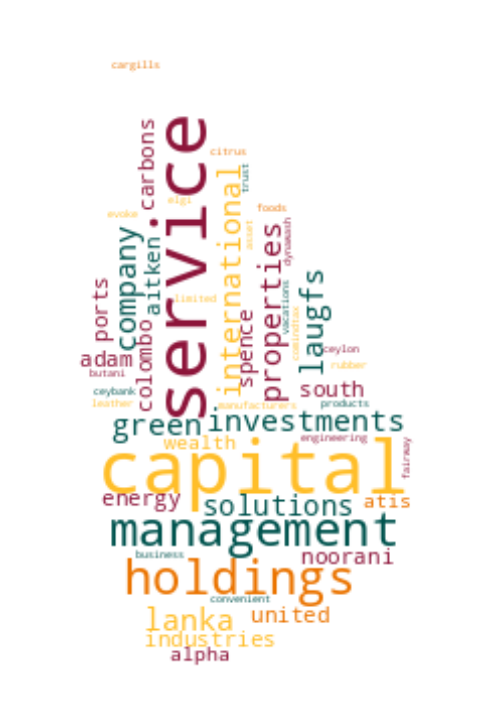 cargills
carbons
service
citrus
trust
international
elgi
evoke
foods
asset
dynawash
properties
company
aitken
limited
vacations
laugfs
ports
colombo
spence
comindtax
ceylon
adam
rubber
butani
south
ceybank
leather
manufacturers
products
green
investments
wealth
engineering
fairway
capital
energy
solutions
atis
management
business
noorani
holdings
convenient
lanka
united
industries
alpha